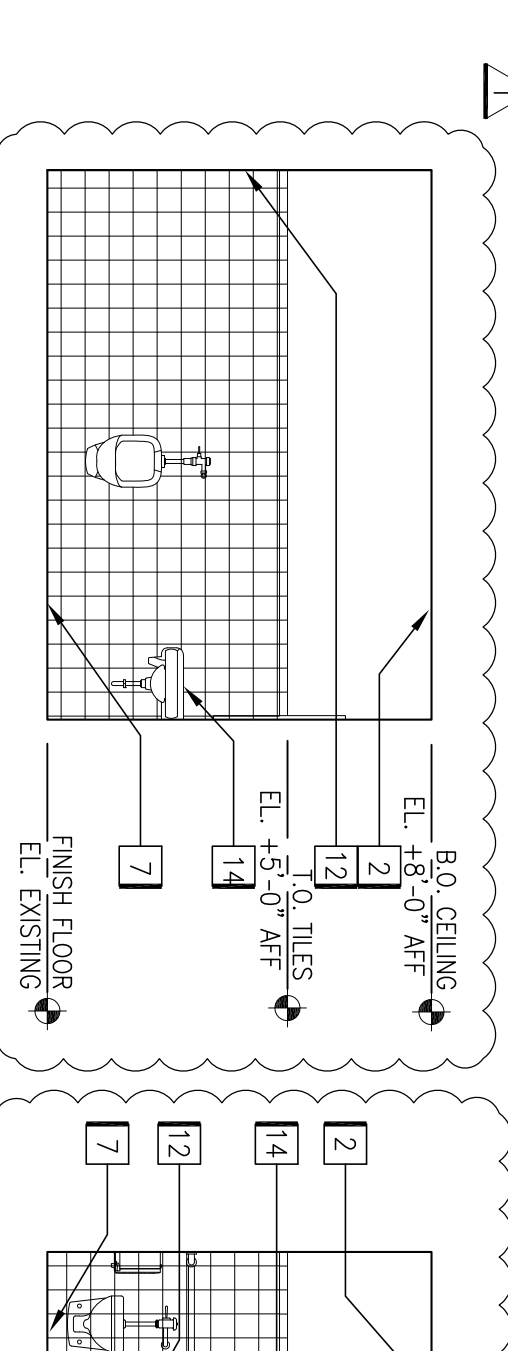 B.O. CEILING
EL. +8'-0" AFF
2
12
T.O. TILES
EL. +5'-0" AFF
14
7
FINISH FLOOR
EL. EXISTING
2
14
12
7